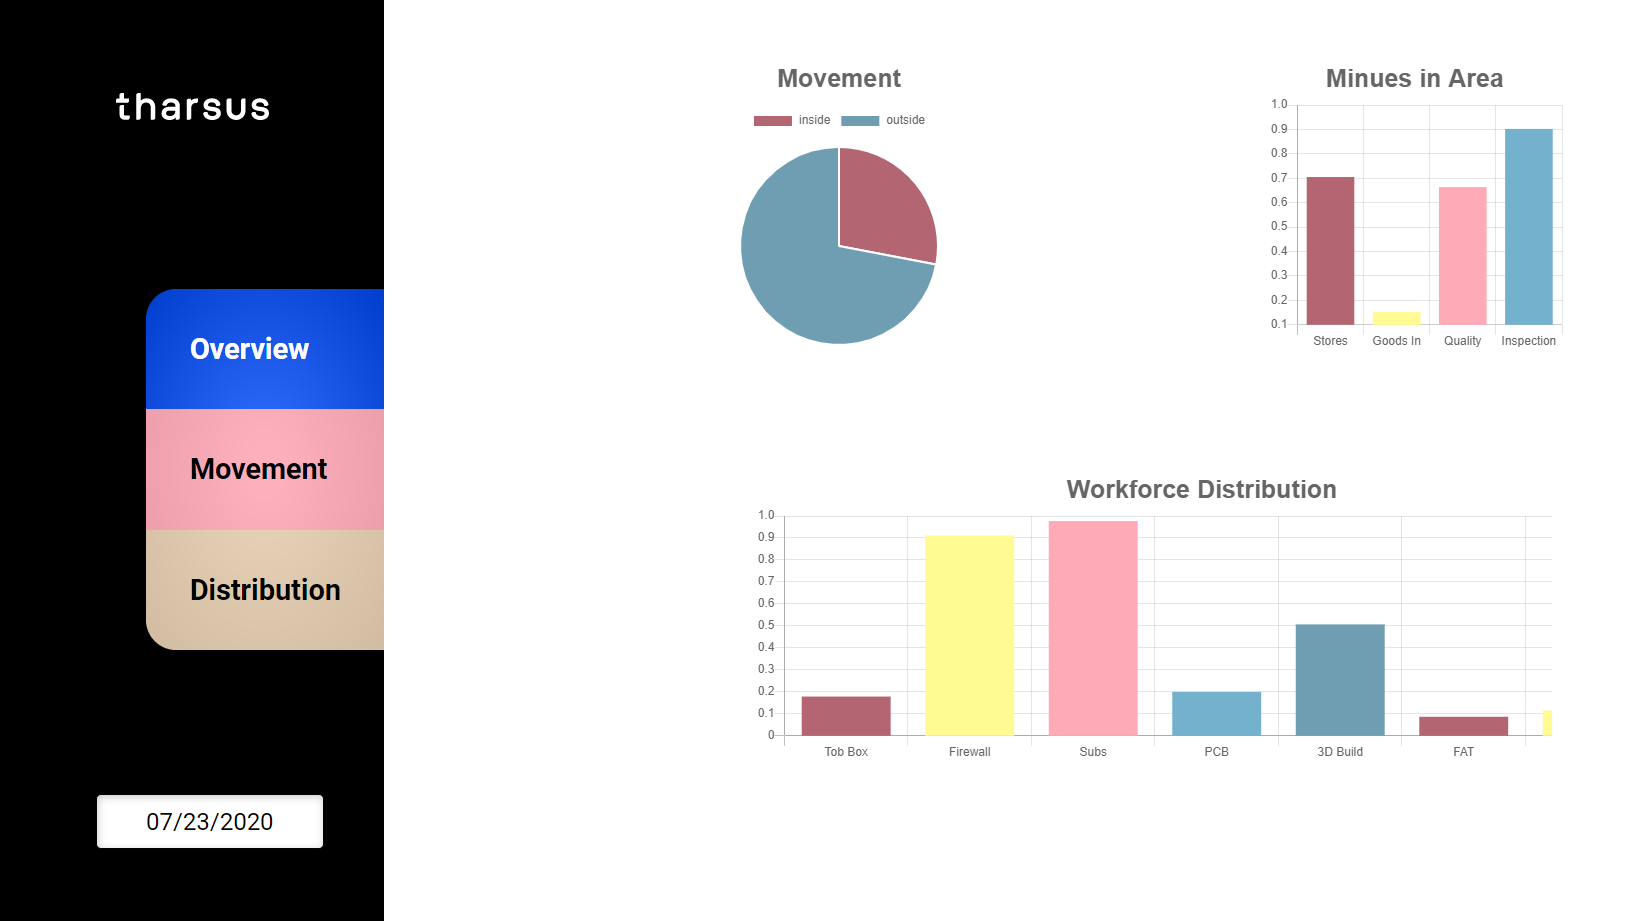 tharsus
Overview
Movement
Distribution
07/23/2020
Movement
inside outside
Minues in Area
1.0
0.9
0.8
0.7
0.6
0.5
0.4
0.3
0.2
0.1
Stores Goods In Quality Inspection
Workforce Distribution
1.0
0.9
0.8
0.7
0.6
0.5
0.4
0.3
0.2
0.1
0
Tob Box Firewall Subs PCB 3D Build FAT